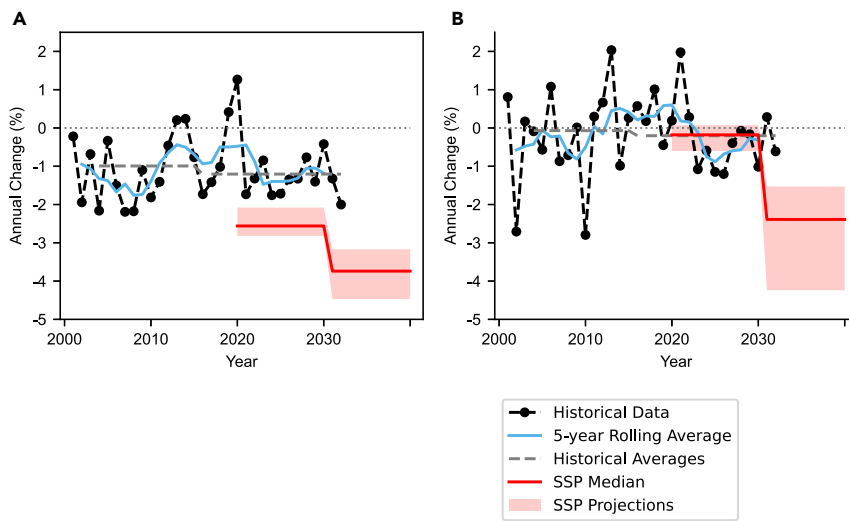 A
B
2
1
0
-1
-2
-3
-4
-5
Annual Change (%)
2000
2010
2020
2030
Year
2
1
0
-1
-2
-3
-4
-5
Annual Change (%)
2000
2010
2020
2030
Year
Historical Data
5-year Rolling Average
Historical Averages
SSP Median
SSP Projections